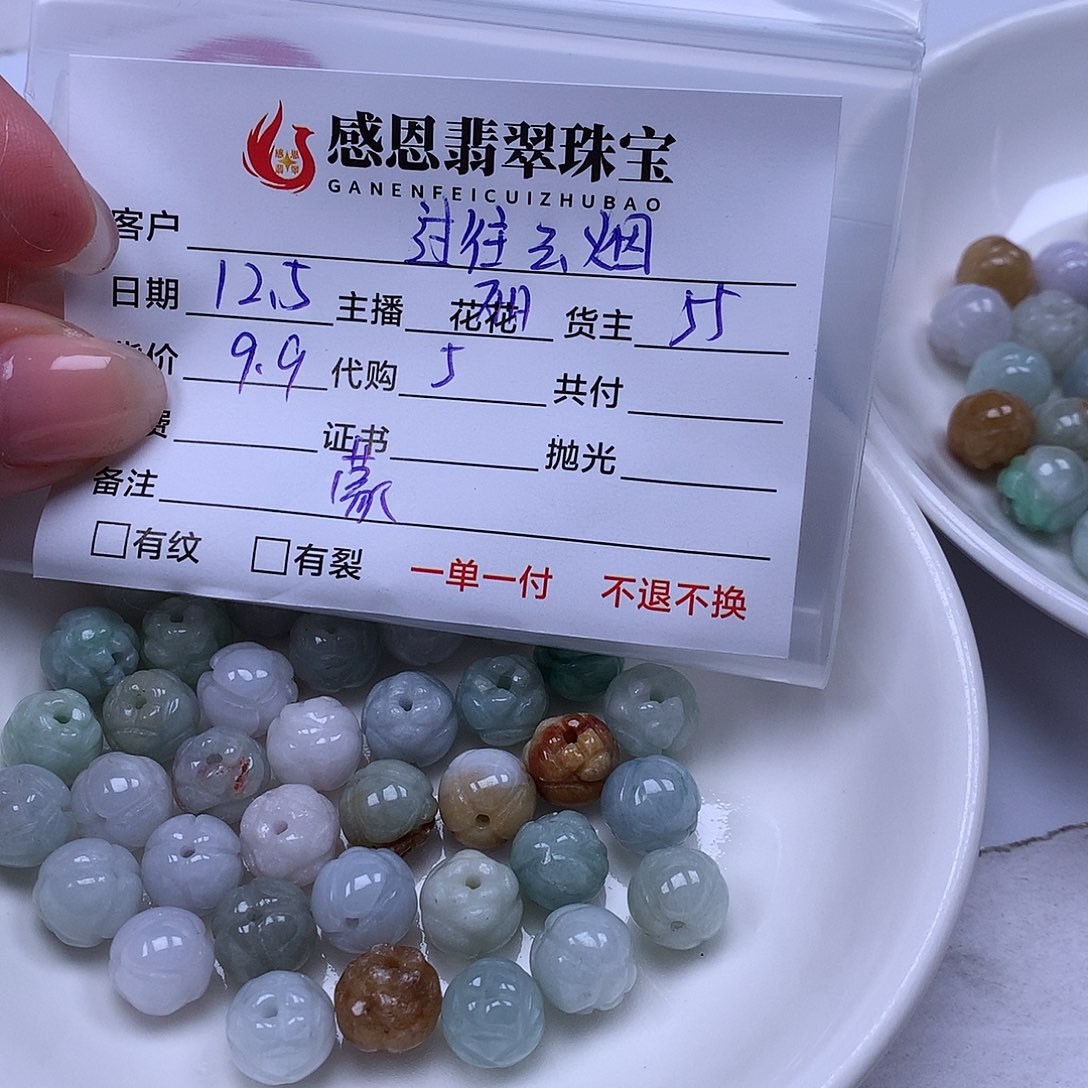 感恩翡翠珠宝
GANENFEICUIZHUBAO
客户 过往云烟
日期 12.5 主播 花花 货主 55
价 9.9 代购 5 共付
费 证书 抛光
备注 蒙
有纹 有裂 一单一付 不退不换